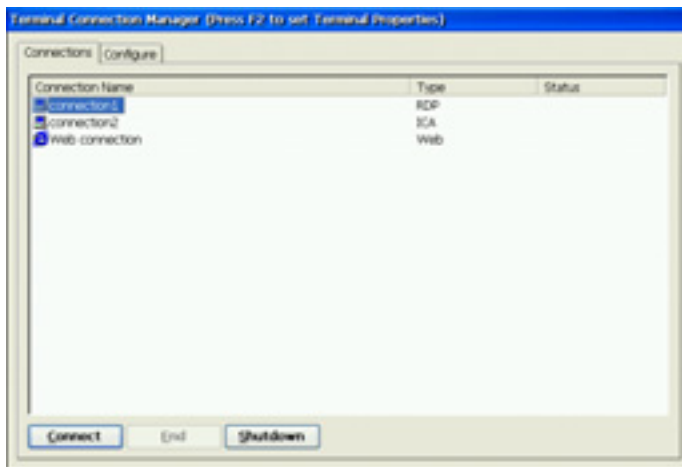 Terminal Connection Manager (Press F2 to set Terminal Properties)
Connections Configure
Connection Name Type Status
connection1 RDP
connection2 ICA
Web connection Web
Connect End Shutdown